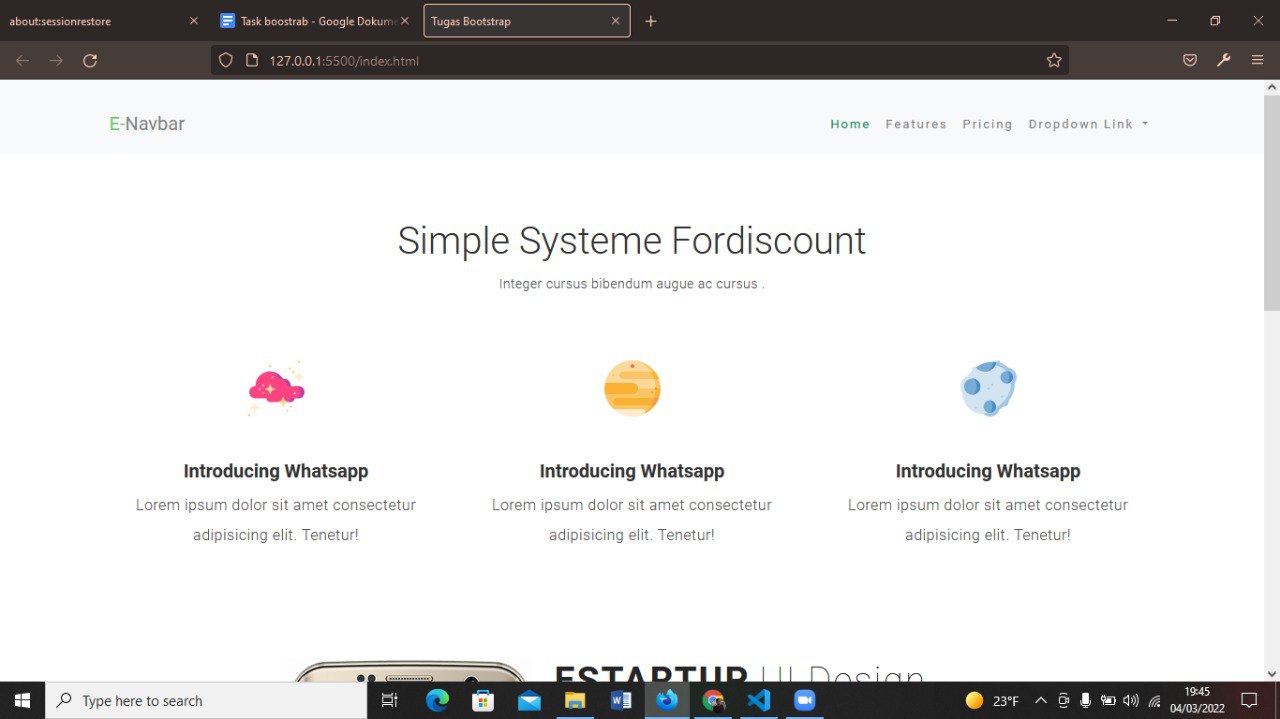 about:sessionrestore
Task boostrab - Google Dokume
Tugas Bootstrap
127.0.0.1:5500/index.html
E-Navbar
Home Features Pricing Dropdown Link
Simple Systeme Fordiscount
Integer cursus bibendum augue ac cursus .
Introducing Whatsapp
Lorem ipsum dolor sit amet consectetur
adipisicing elit. Tenetur!
Introducing Whatsapp
Lorem ipsum dolor sit amet consectetur
adipisicing elit. Tenetur!
Introducing Whatsapp
Lorem ipsum dolor sit amet consectetur
adipisicing elit. Tenetur!
ESTARTUP UI Design
Type here to search
23°F
19:45
04/03/2022